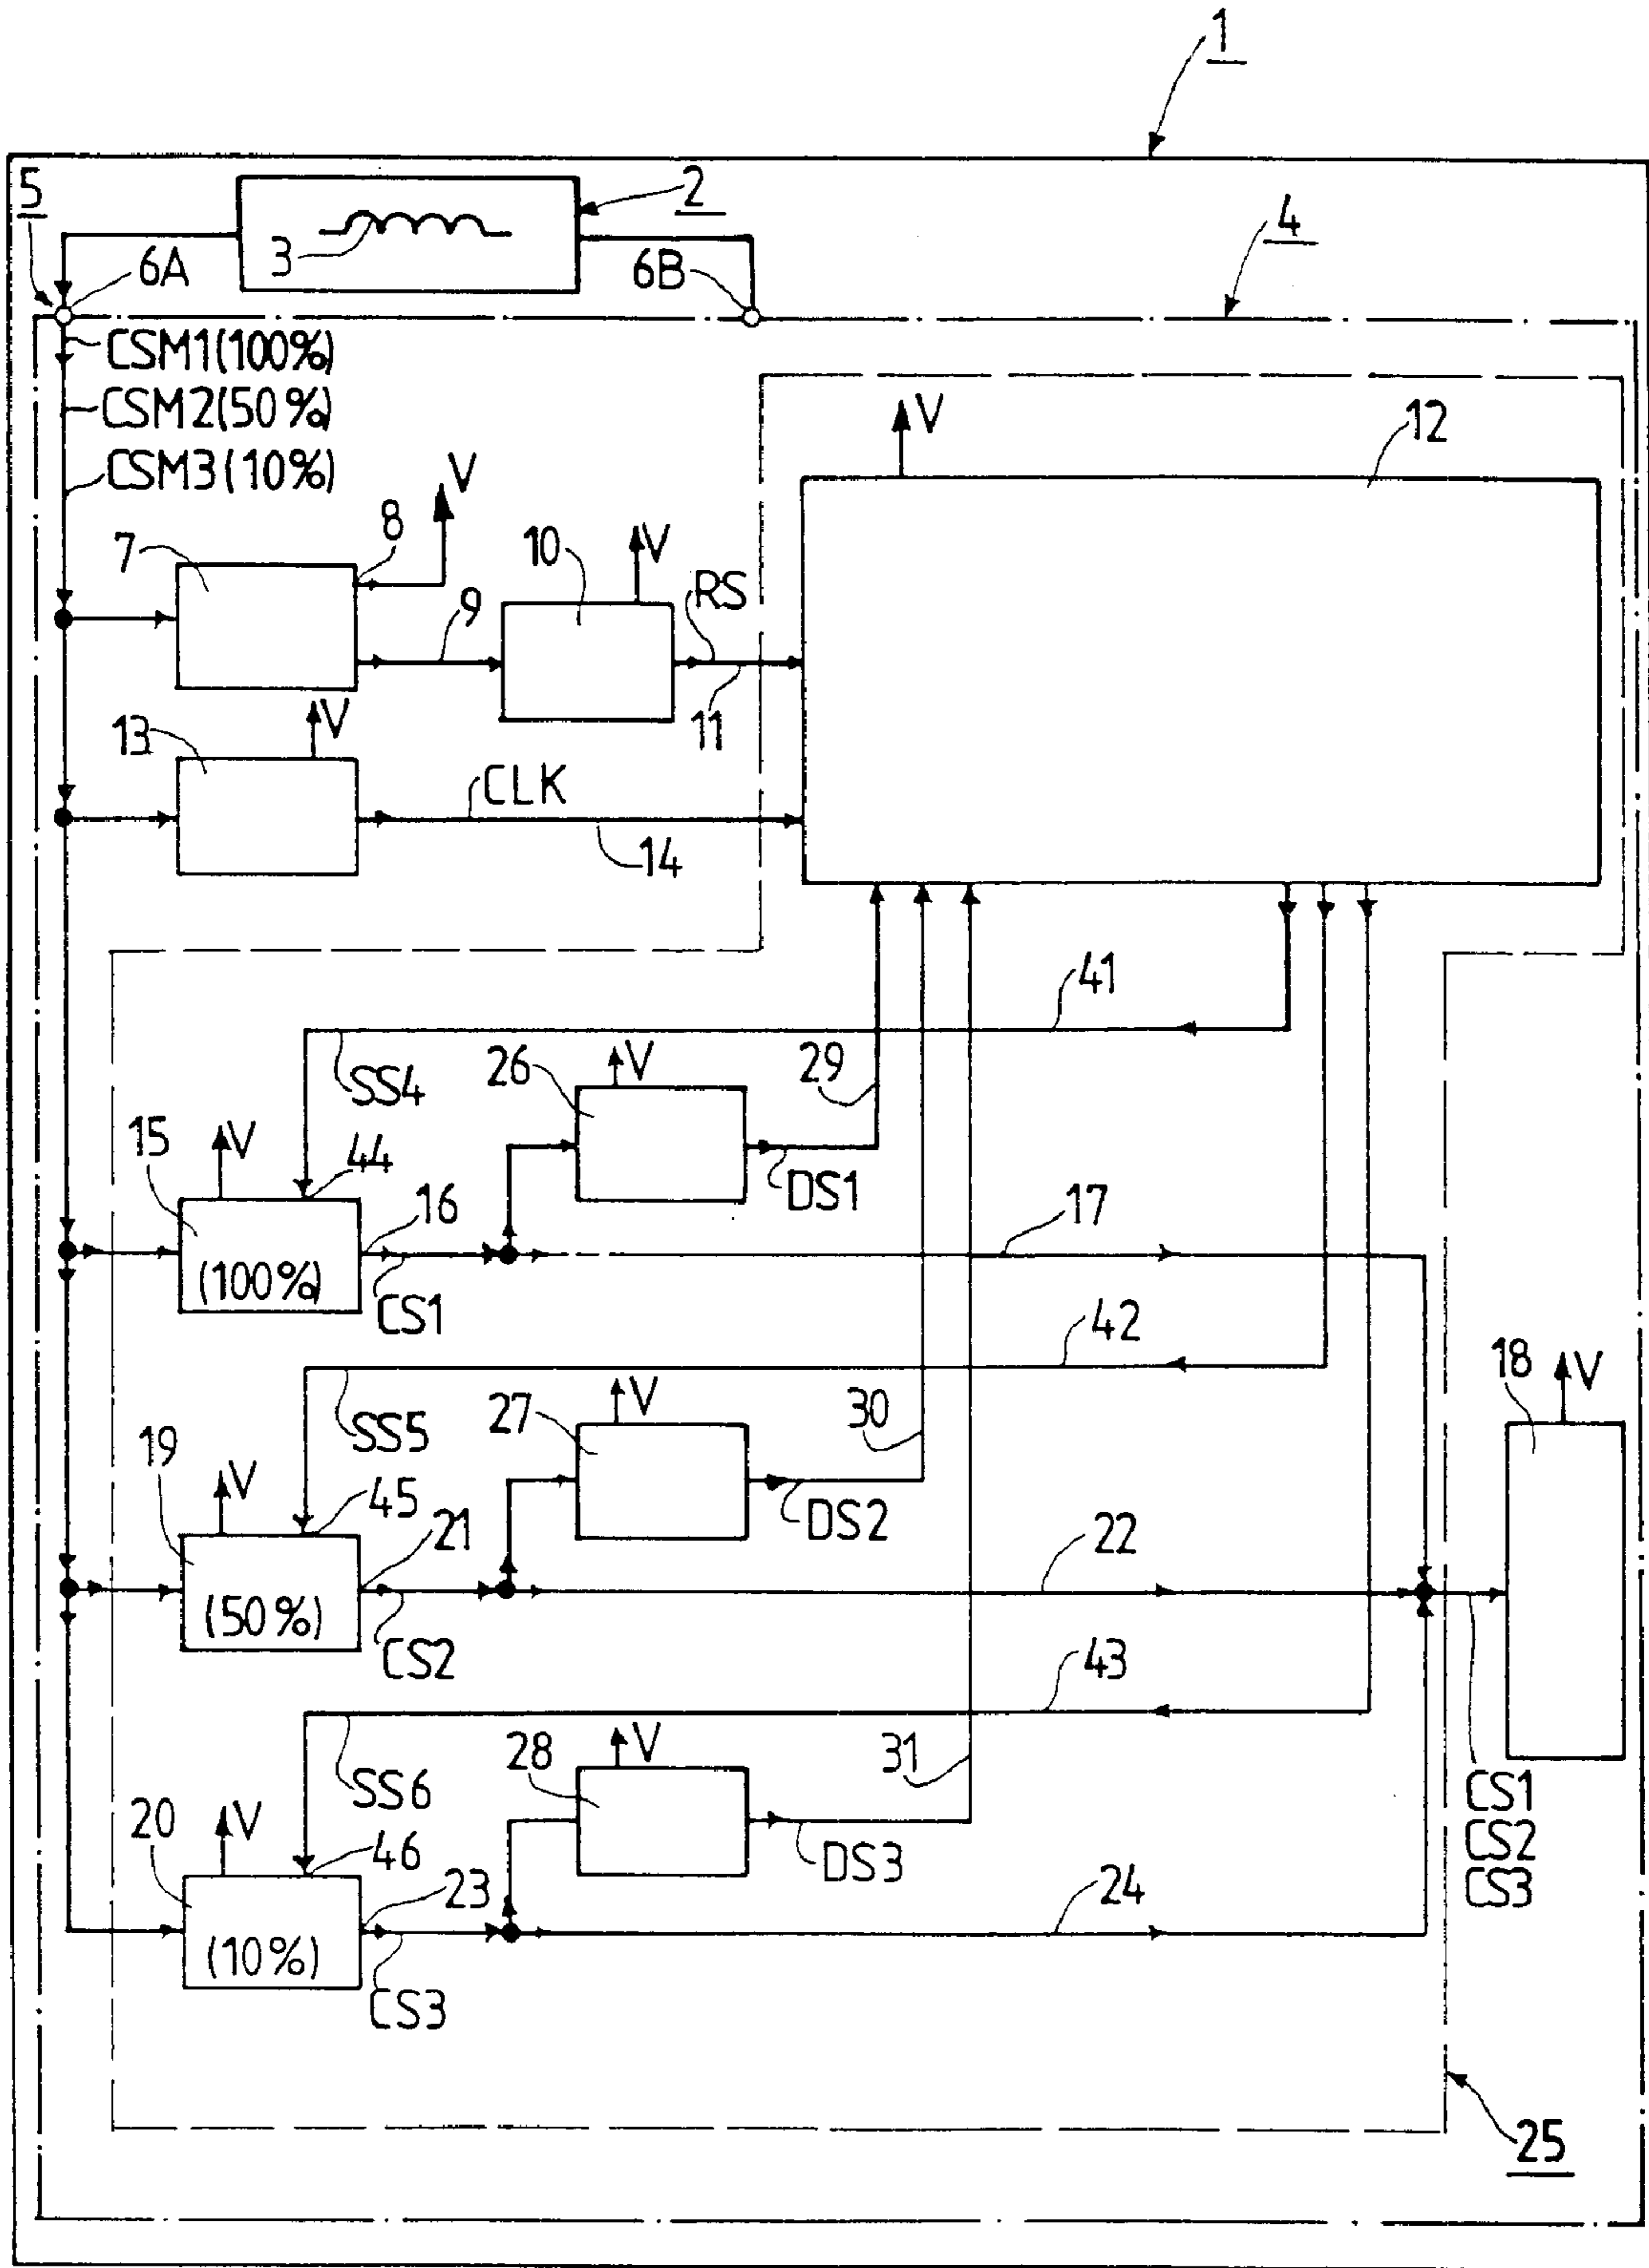 1
5
2
3
4
6A
6B
CSM1(100%)
CSM2(50%)
CSM3(10%)
V
12
V
7
8
10
V
RS
9
11
13
V
CLK
14
41
26
V
29
SS4
15
V
44
DS1
16
17
(100%)
CS1
42
18
V
27
V
30
SS5
19
V
45
DS2
21
22
(50%)
CS2
43
28
V
31
SS6
CS1
CS2
CS3
20
V
46
DS3
23
24
(10%)
CS3
25